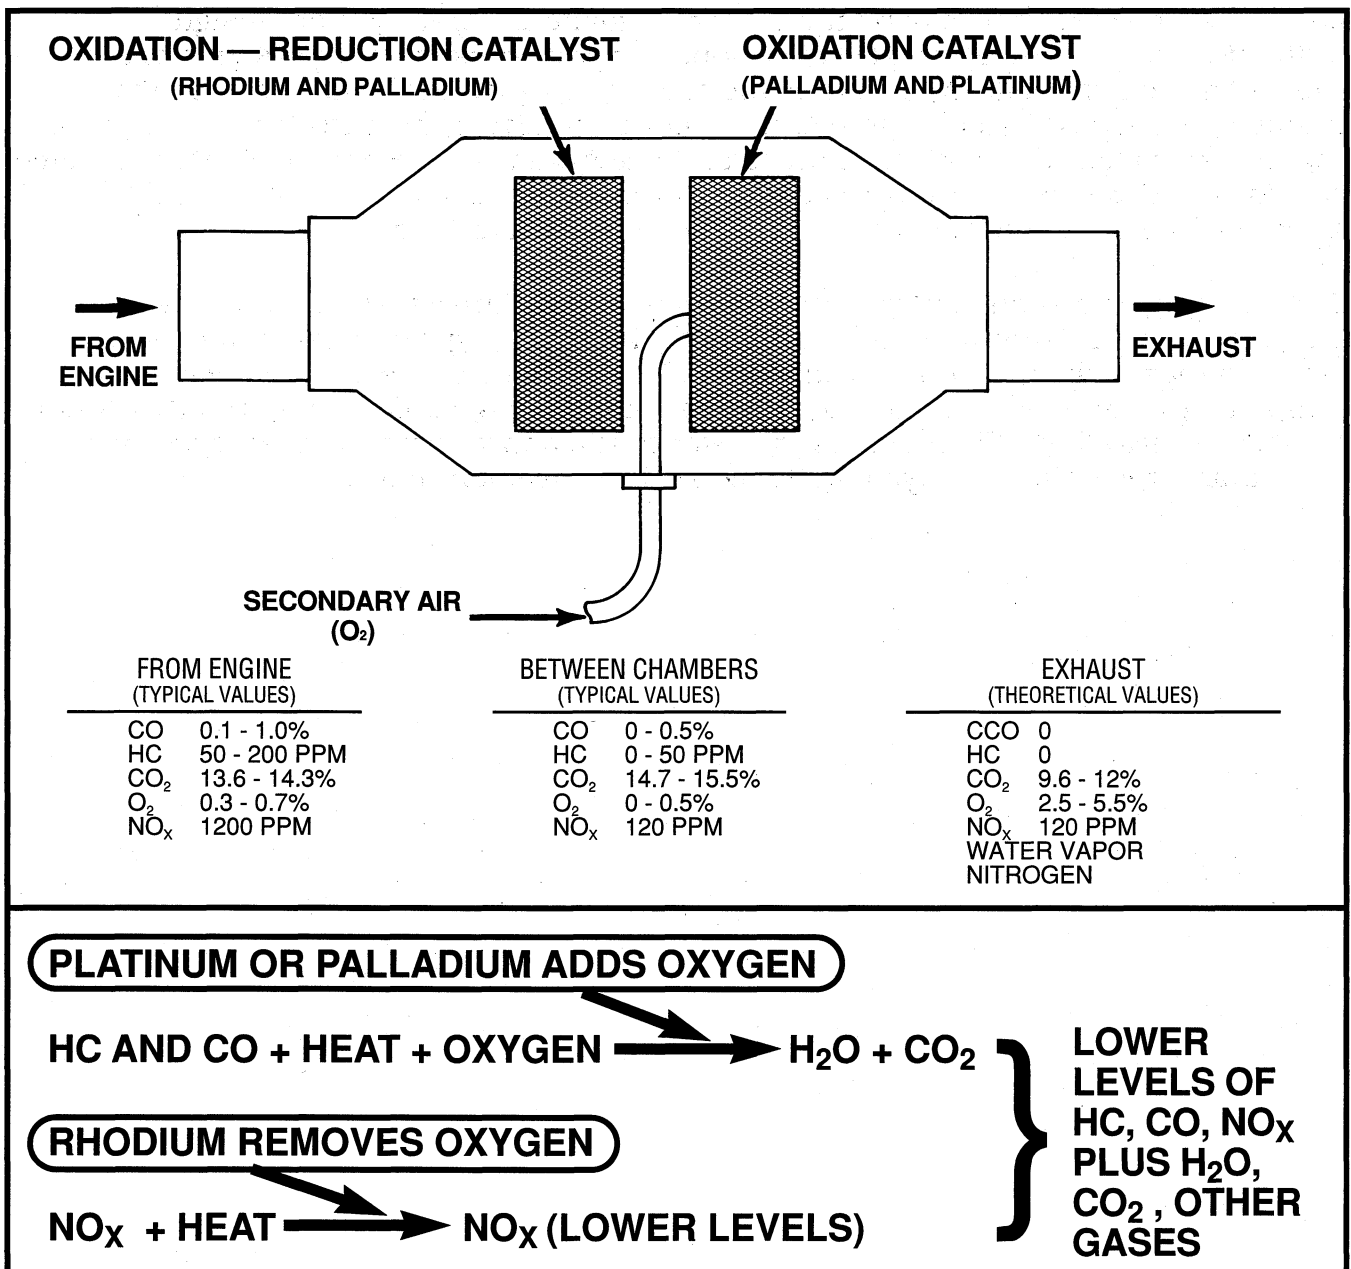 OXIDATION — REDUCTION CATALYST
(RHODIUM AND PALLADIUM)
OXIDATION CATALYST
(PALLADIUM AND PLATINUM)
FROM
ENGINE
EXHAUST
SECONDARY AIR
(O₂)
FROM ENGINE
(TYPICAL VALUES)
CO 0.1 - 1.0%
HC 50 - 200 PPM
CO₂ 13.6 - 14.3%
O₂ 0.3 - 0.7%
NOₓ 1200 PPM
BETWEEN CHAMBERS
(TYPICAL VALUES)
CO 0 - 0.5%
HC 0 - 50 PPM
CO₂ 14.7 - 15.5%
O₂ 0 - 0.5%
NOₓ 120 PPM
EXHAUST
(THEORETICAL VALUES)
CCO 0
HC 0
CO₂ 9.6 - 12%
O₂ 2.5 - 5.5%
NOₓ 120 PPM
WATER VAPOR
NITROGEN
PLATINUM OR PALLADIUM ADDS OXYGEN
HC AND CO + HEAT + OXYGEN H₂O + CO₂
RHODIUM REMOVES OXYGEN
NOₓ + HEAT NOₓ (LOWER LEVELS)
LOWER
LEVELS OF
HC, CO, NOₓ
PLUS H₂O,
CO₂ , OTHER
GASES